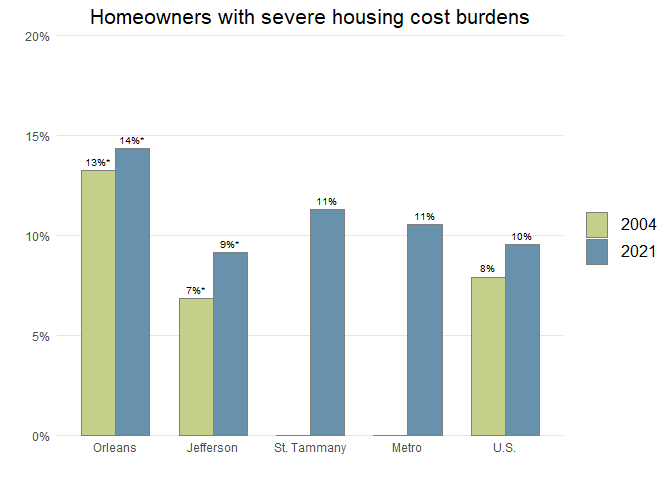 Homeowners with severe housing cost burdens
20%
15%
10%
5%
0%
13%*
14%*
7%*
9%*
11%
11%
8%
10%
Orleans
Jefferson
St. Tammany
Metro
U.S.
2004
2021